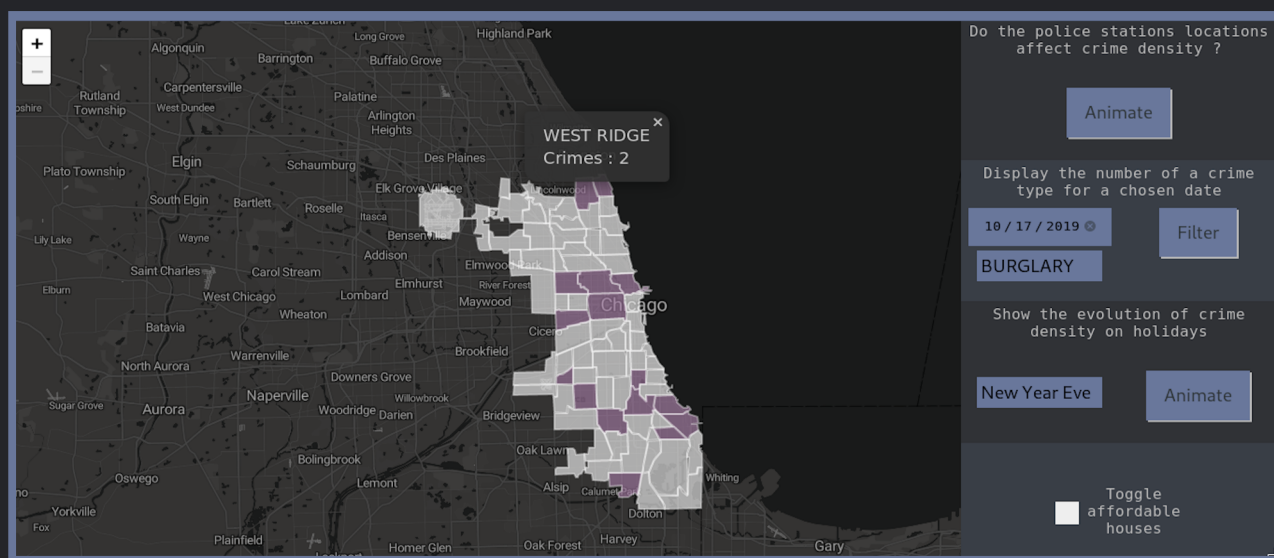 Lake Zurich
Long Grove
Highland Park
Algonquin
Barrington
Buffalo Grove
Carpentersville
Rutland
Township
West Dundee
Palatine
Arlington
Heights
Elgin
Schaumburg
Des Plaines
Plato Township
Elk Grove Village
Lincolnwood
South Elgin
Bartlett
Roselle
Itasca
Bensenville
Lily Lake
Wayne
Addison
Saint Charles
Carol Stream
Elmwood Park
Elburn
West Chicago
Lombard
Elmhurst
River Forest
Maywood
Chicago
Wheaton
Batavia
Cicero
Warrenville
Brookfield
North Aurora
Downers Grove
Naperville
Willowbrook
Sugar Grove
Aurora
Woodridge
Darien
Bridgeview
Oak Lawn
Bolingbrook
Oswego
Lemont
Alsip
Calumet Park
Whiting
Yorkville
Fox
Dolton
Plainfield
Homer Glen
Oak Forest
Harvey
Gary
+
−
WEST RIDGE
Crimes : 2
×
Do the police stations locations
affect crime density ?
Animate
Display the number of a crime
type for a chosen date
10 / 17 / 2019
Filter
BURGLARY
Show the evolution of crime
density on holidays
New Year Eve
Animate
Toggle
affordable
houses